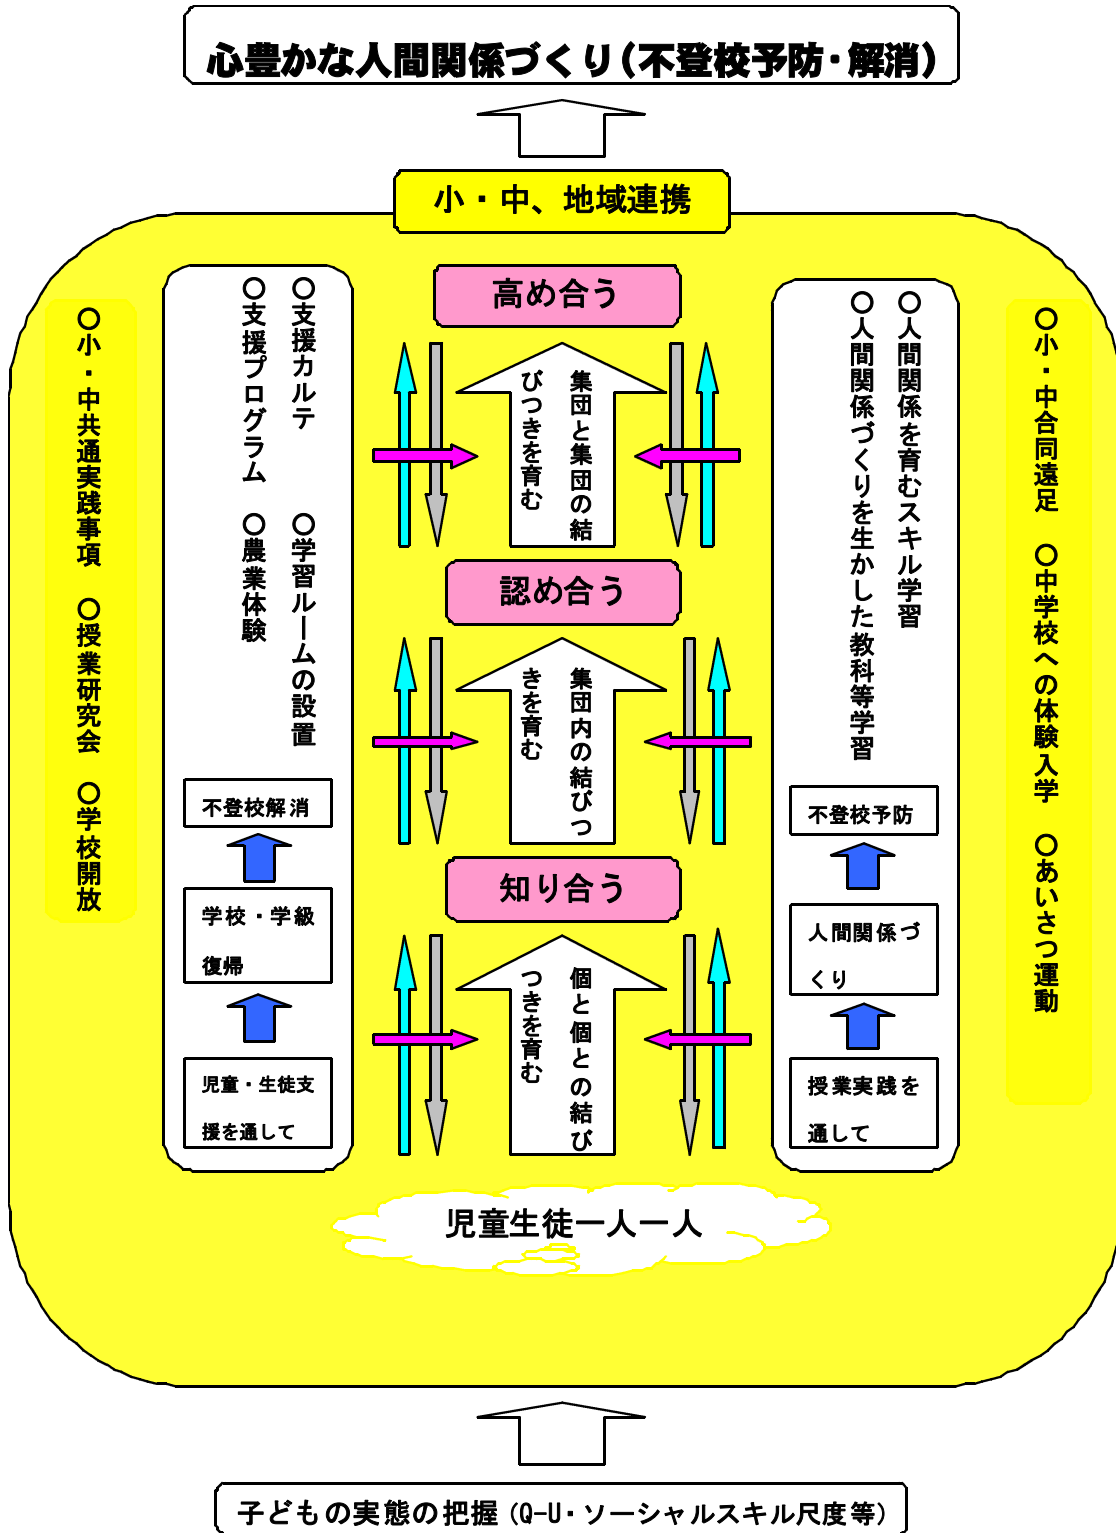 心豊かな人間関係づくり(不登校予防・解消)
小・中、地域連携
高め合う
集団と集団の結
びつきを育む
認め合う
集団内の結びつ
きを育む
知り合う
個と個との結び
つきを育む
児童生徒一人一人
○小・中共通実践事項　○授業研究会　○学校開放
○支援カルテ　○学習ルームの設置
○支援プログラム　○農業体験
不登校解消
学校・学級
復帰
児童・生徒支
援を通して
○人間関係を育むスキル学習
○人間関係づくりを生かした教科等学習
不登校予防
人間関係づ
くり
授業実践を
通して
○小・中合同遠足　○中学校への体験入学　○あいさつ運動
子どもの実態の把握(Q-U・ソーシャルスキル尺度等)